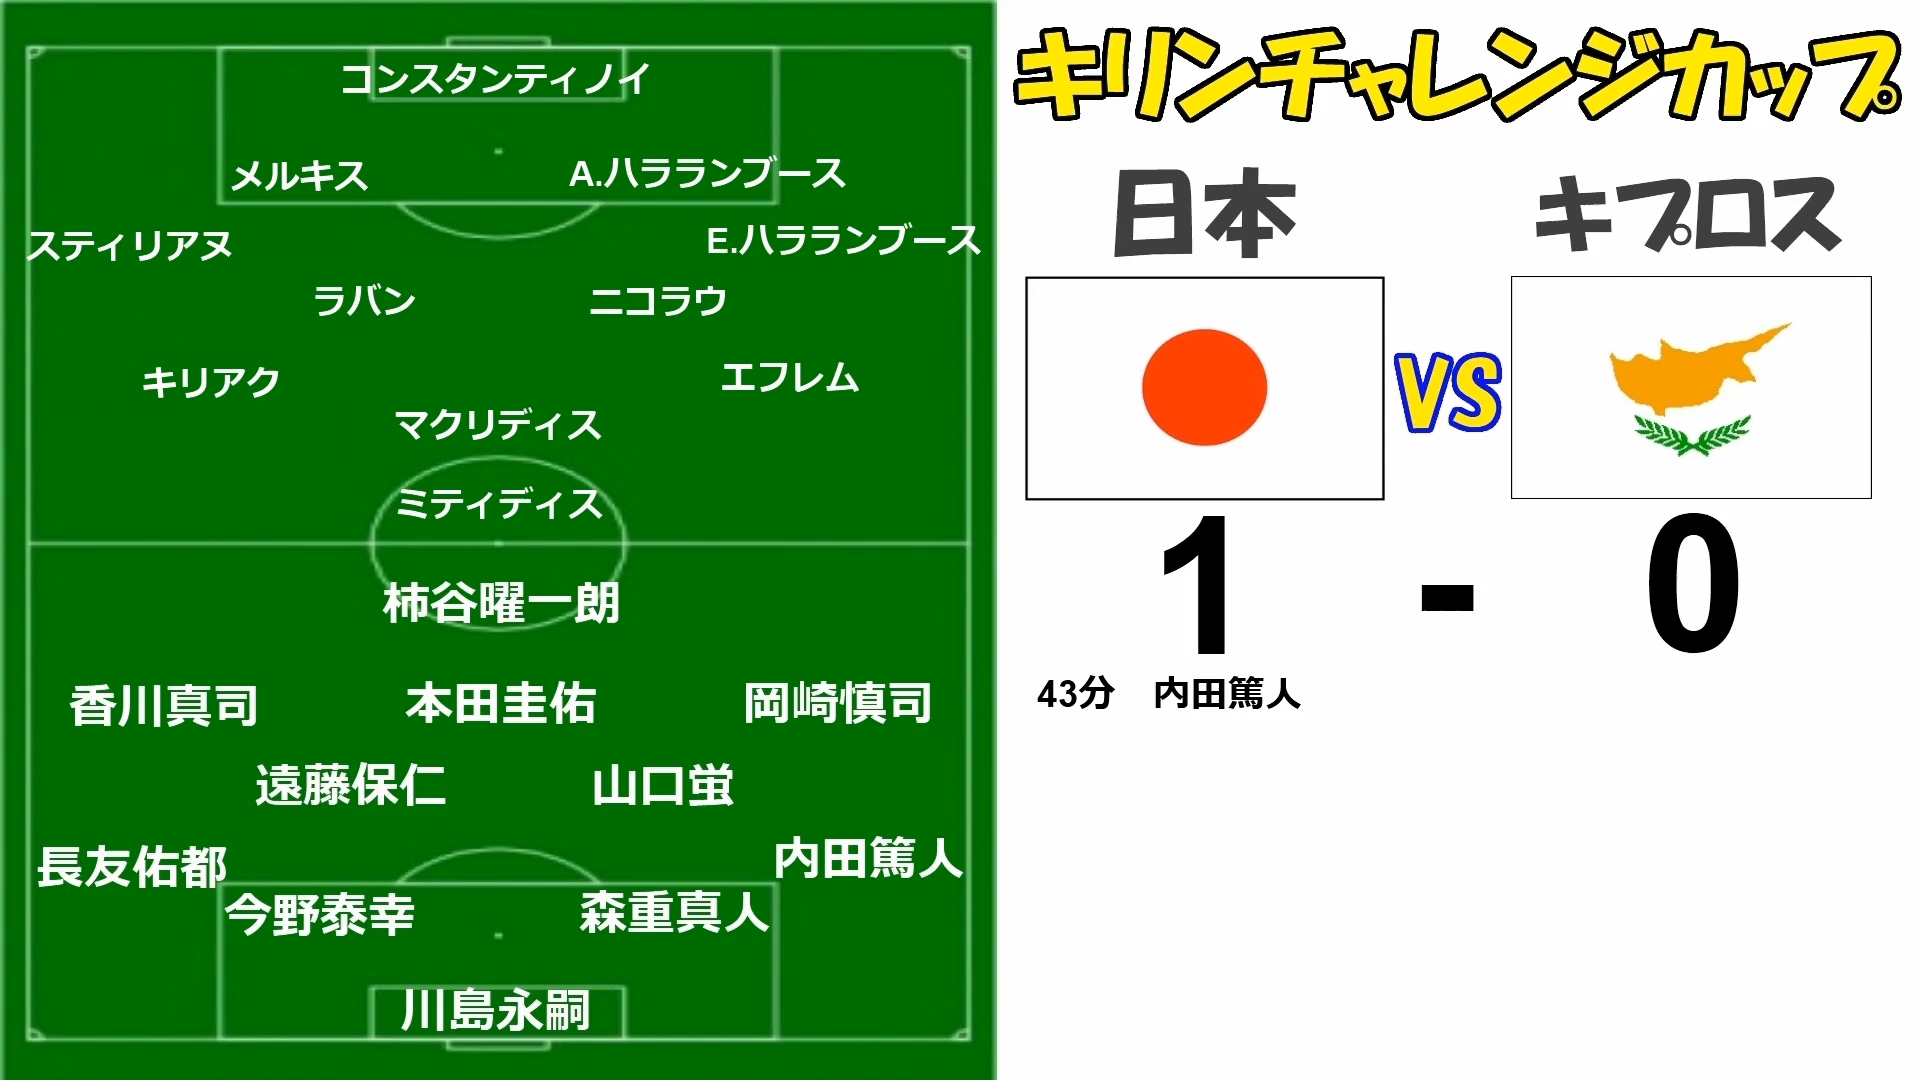 コンスタンティノイ
メルキス
A.ハラランブース
スティリアヌ
E.ハラランブース
ラバン
ニコラウ
キリアク
エフレム
マクリディス
ミティディス
柿谷曜一朗
香川真司
本田圭佑
岡崎慎司
遠藤保仁
山口蛍
長友佑都
内田篤人
今野泰幸
森重真人
川島永嗣
キリンチャレンジカップ
日本
キプロス
VS
1 - 0
43分　内田篤人